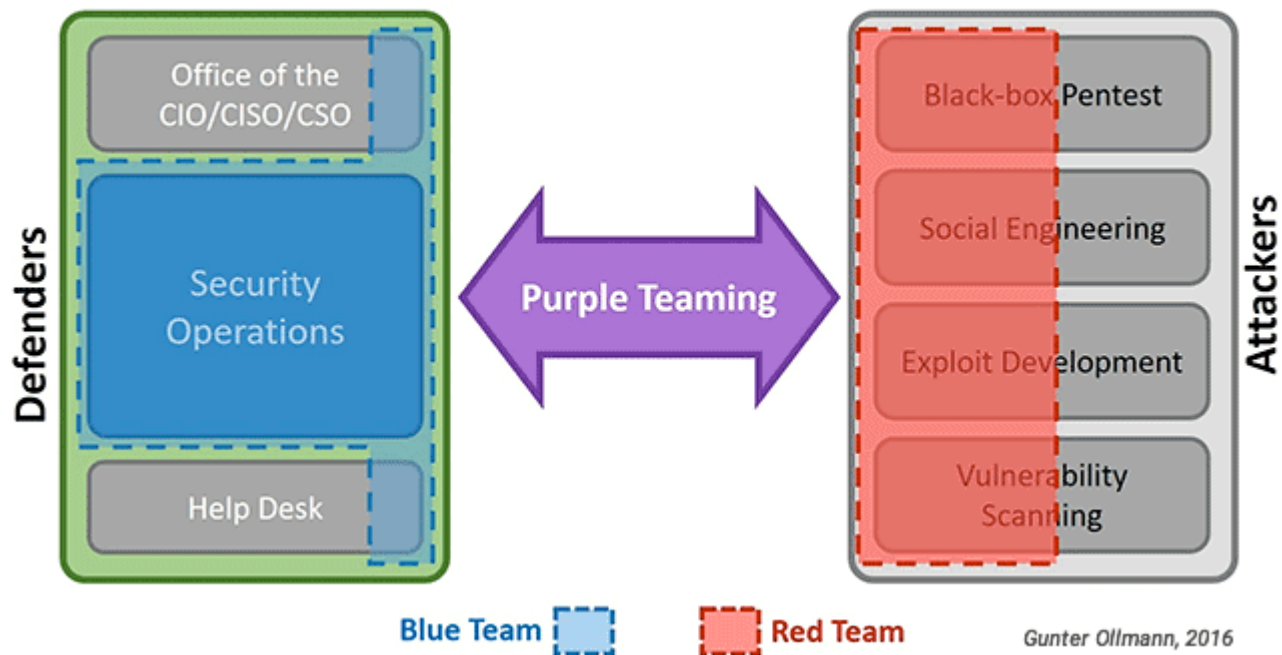 Defenders
Office of the
CIO/CISO/CSO
Security
Operations
Help Desk
Purple Teaming
Black-box Pentest
Social Engineering
Exploit Development
Vulnerability
Scanning
Attackers
Blue Team
Red Team
Gunter Ollmann, 2016